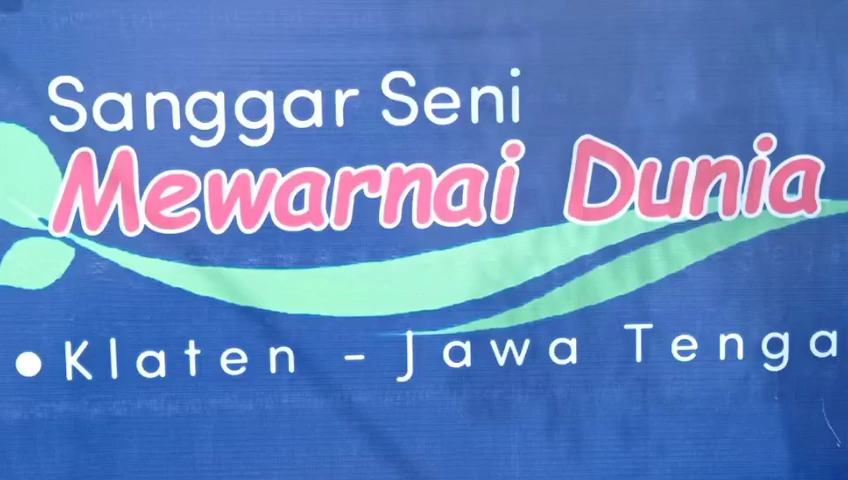 Sanggar Seni
Mewarnai Dunia
• Klaten - Jawa Tenga